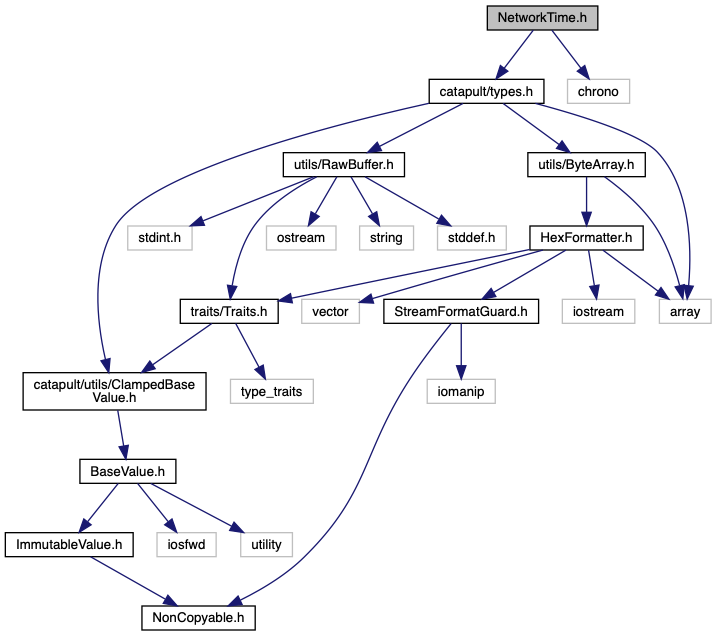 NetworkTime.h
catapult/types.h
chrono
utils/RawBuffer.h
utils/ByteArray.h
stdint.h
ostream
string
stddef.h
HexFormatter.h
traits/Traits.h
vector
StreamFormatGuard.h
iostream
array
catapult/utils/ClampedBase
Value.h
type_traits
iomanip
BaseValue.h
ImmutableValue.h
iosfwd
utility
NonCopyable.h